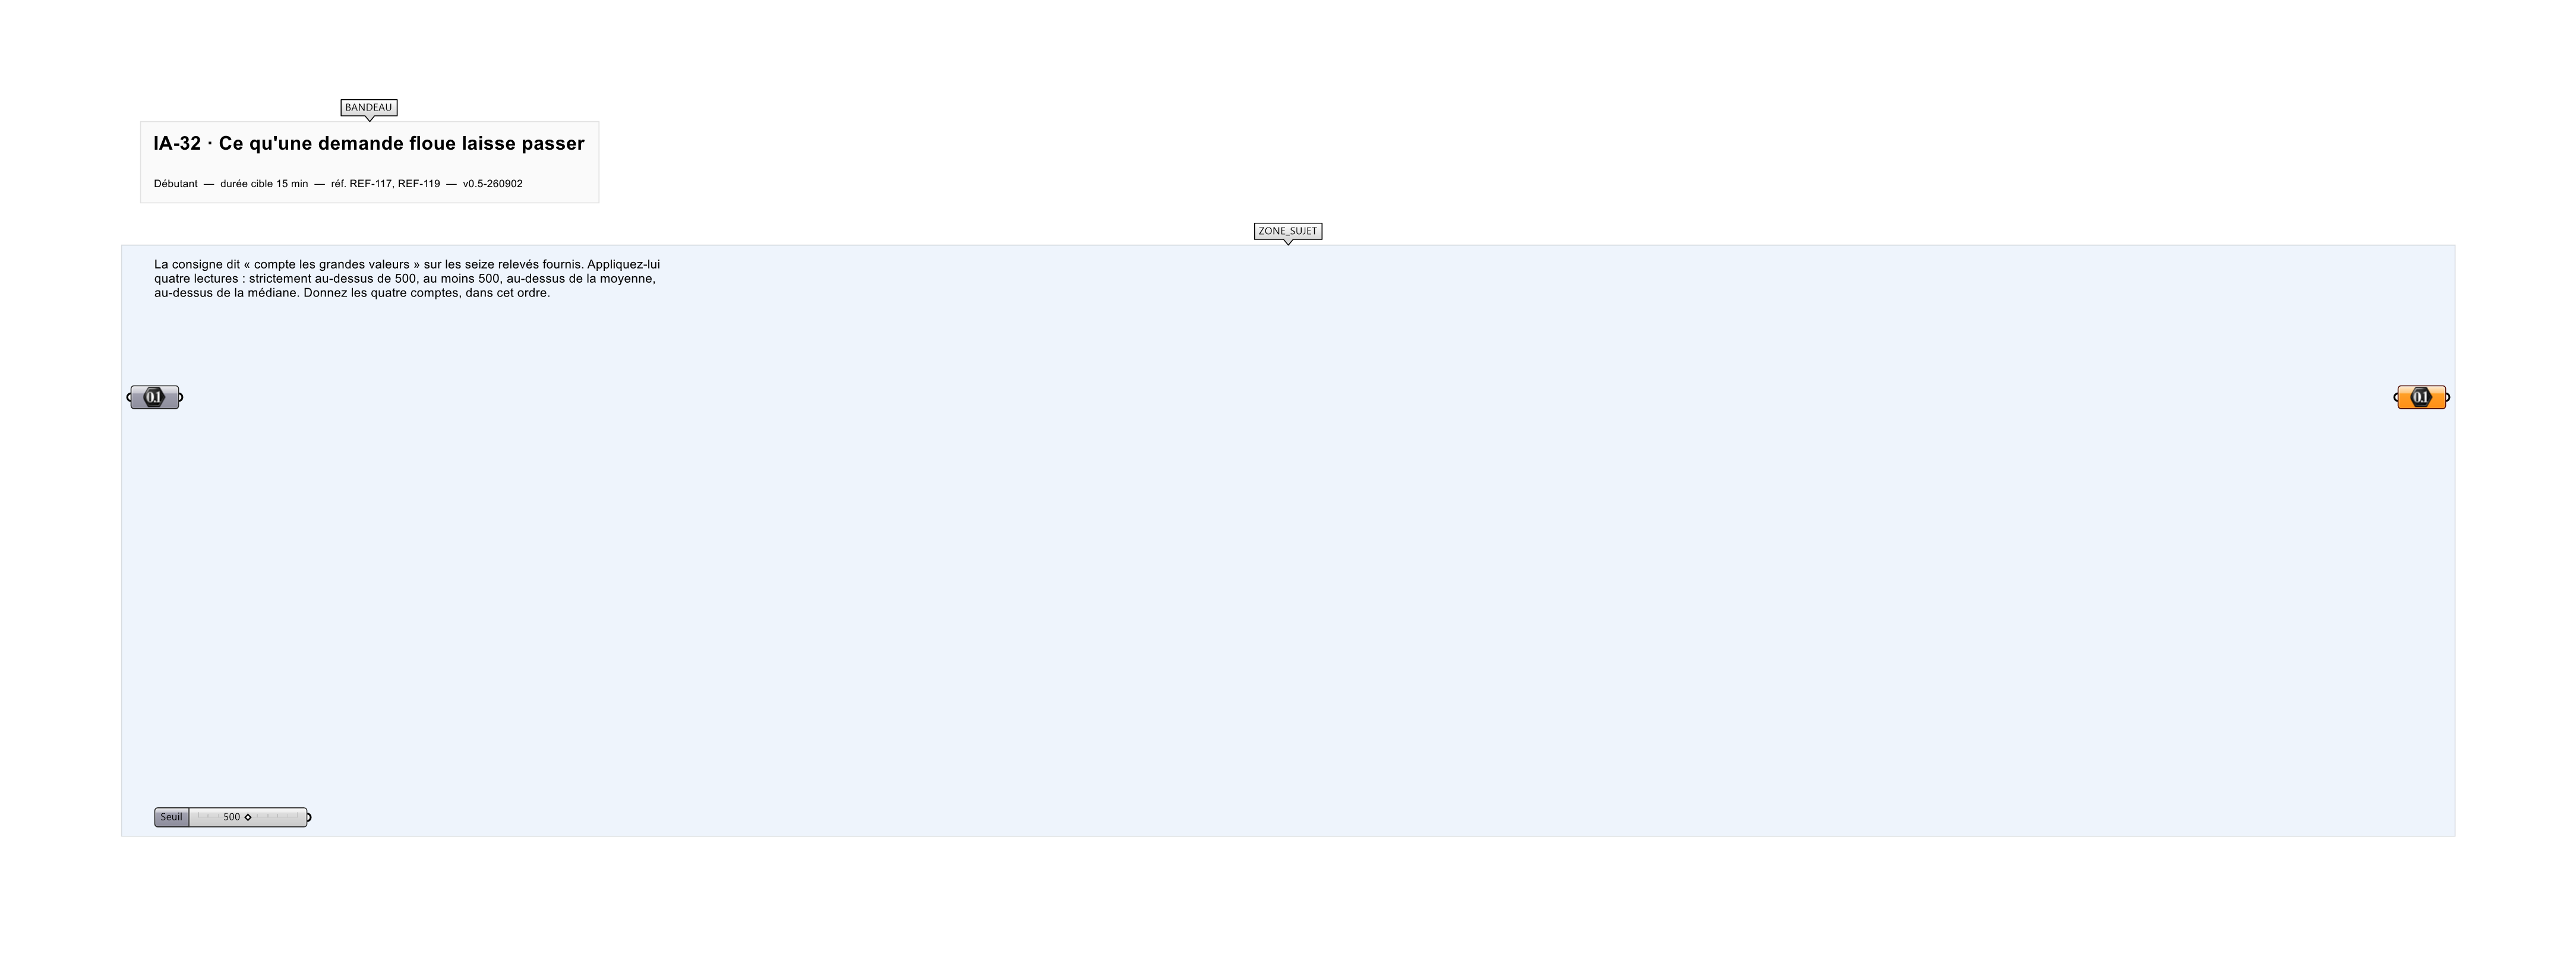 BANDEAU
IA-32 · Ce qu'une demande floue laisse passer
Débutant — durée cible 15 min — réf. REF-117, REF-119 — v0.5-260902
ZONE_SUJET
La consigne dit « compte les grandes valeurs » sur les seize relevés fournis. Appliquez-lui
quatre lectures : strictement au-dessus de 500, au moins 500, au-dessus de la moyenne,
au-dessus de la médiane. Donnez les quatre comptes, dans cet ordre.
0.1
0.1
Seuil 500